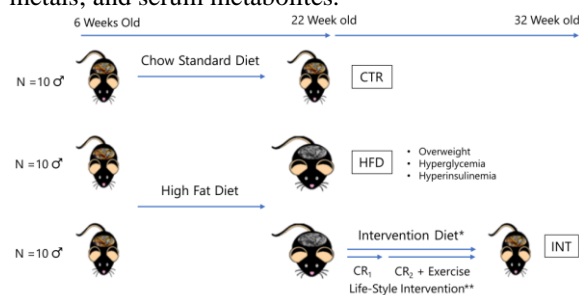 metals, and serum metabolites.
6 Weeks Old 22 Week old 32 Week old
N =10 ♂ Chow Standard Diet CTR
N =10 ♂ HFD
• Overweight
• Hyperglycemia
• Hyperinsulinemia
High Fat Diet
N =10 ♂ Intervention Diet* INT
CR1 CR2 + Exercise
Life-Style Intervention**